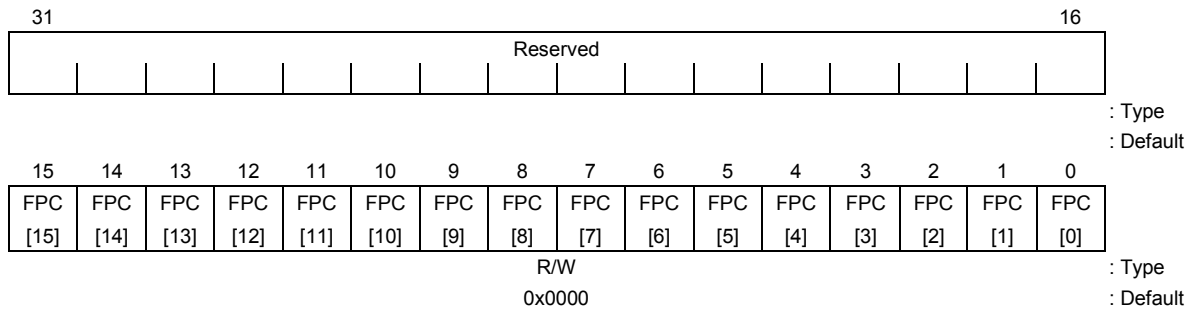 31 16
Reserved
: Type
: Default
15 14 13 12 11 10 9 8 7 6 5 4 3 2 1 0
FPC FPC FPC FPC FPC FPC FPC FPC FPC FPC FPC FPC FPC FPC FPC FPC
[15] [14] [13] [12] [11] [10] [9] [8] [7] [6] [5] [4] [3] [2] [1] [0]
R/W : Type
0x0000 : Default